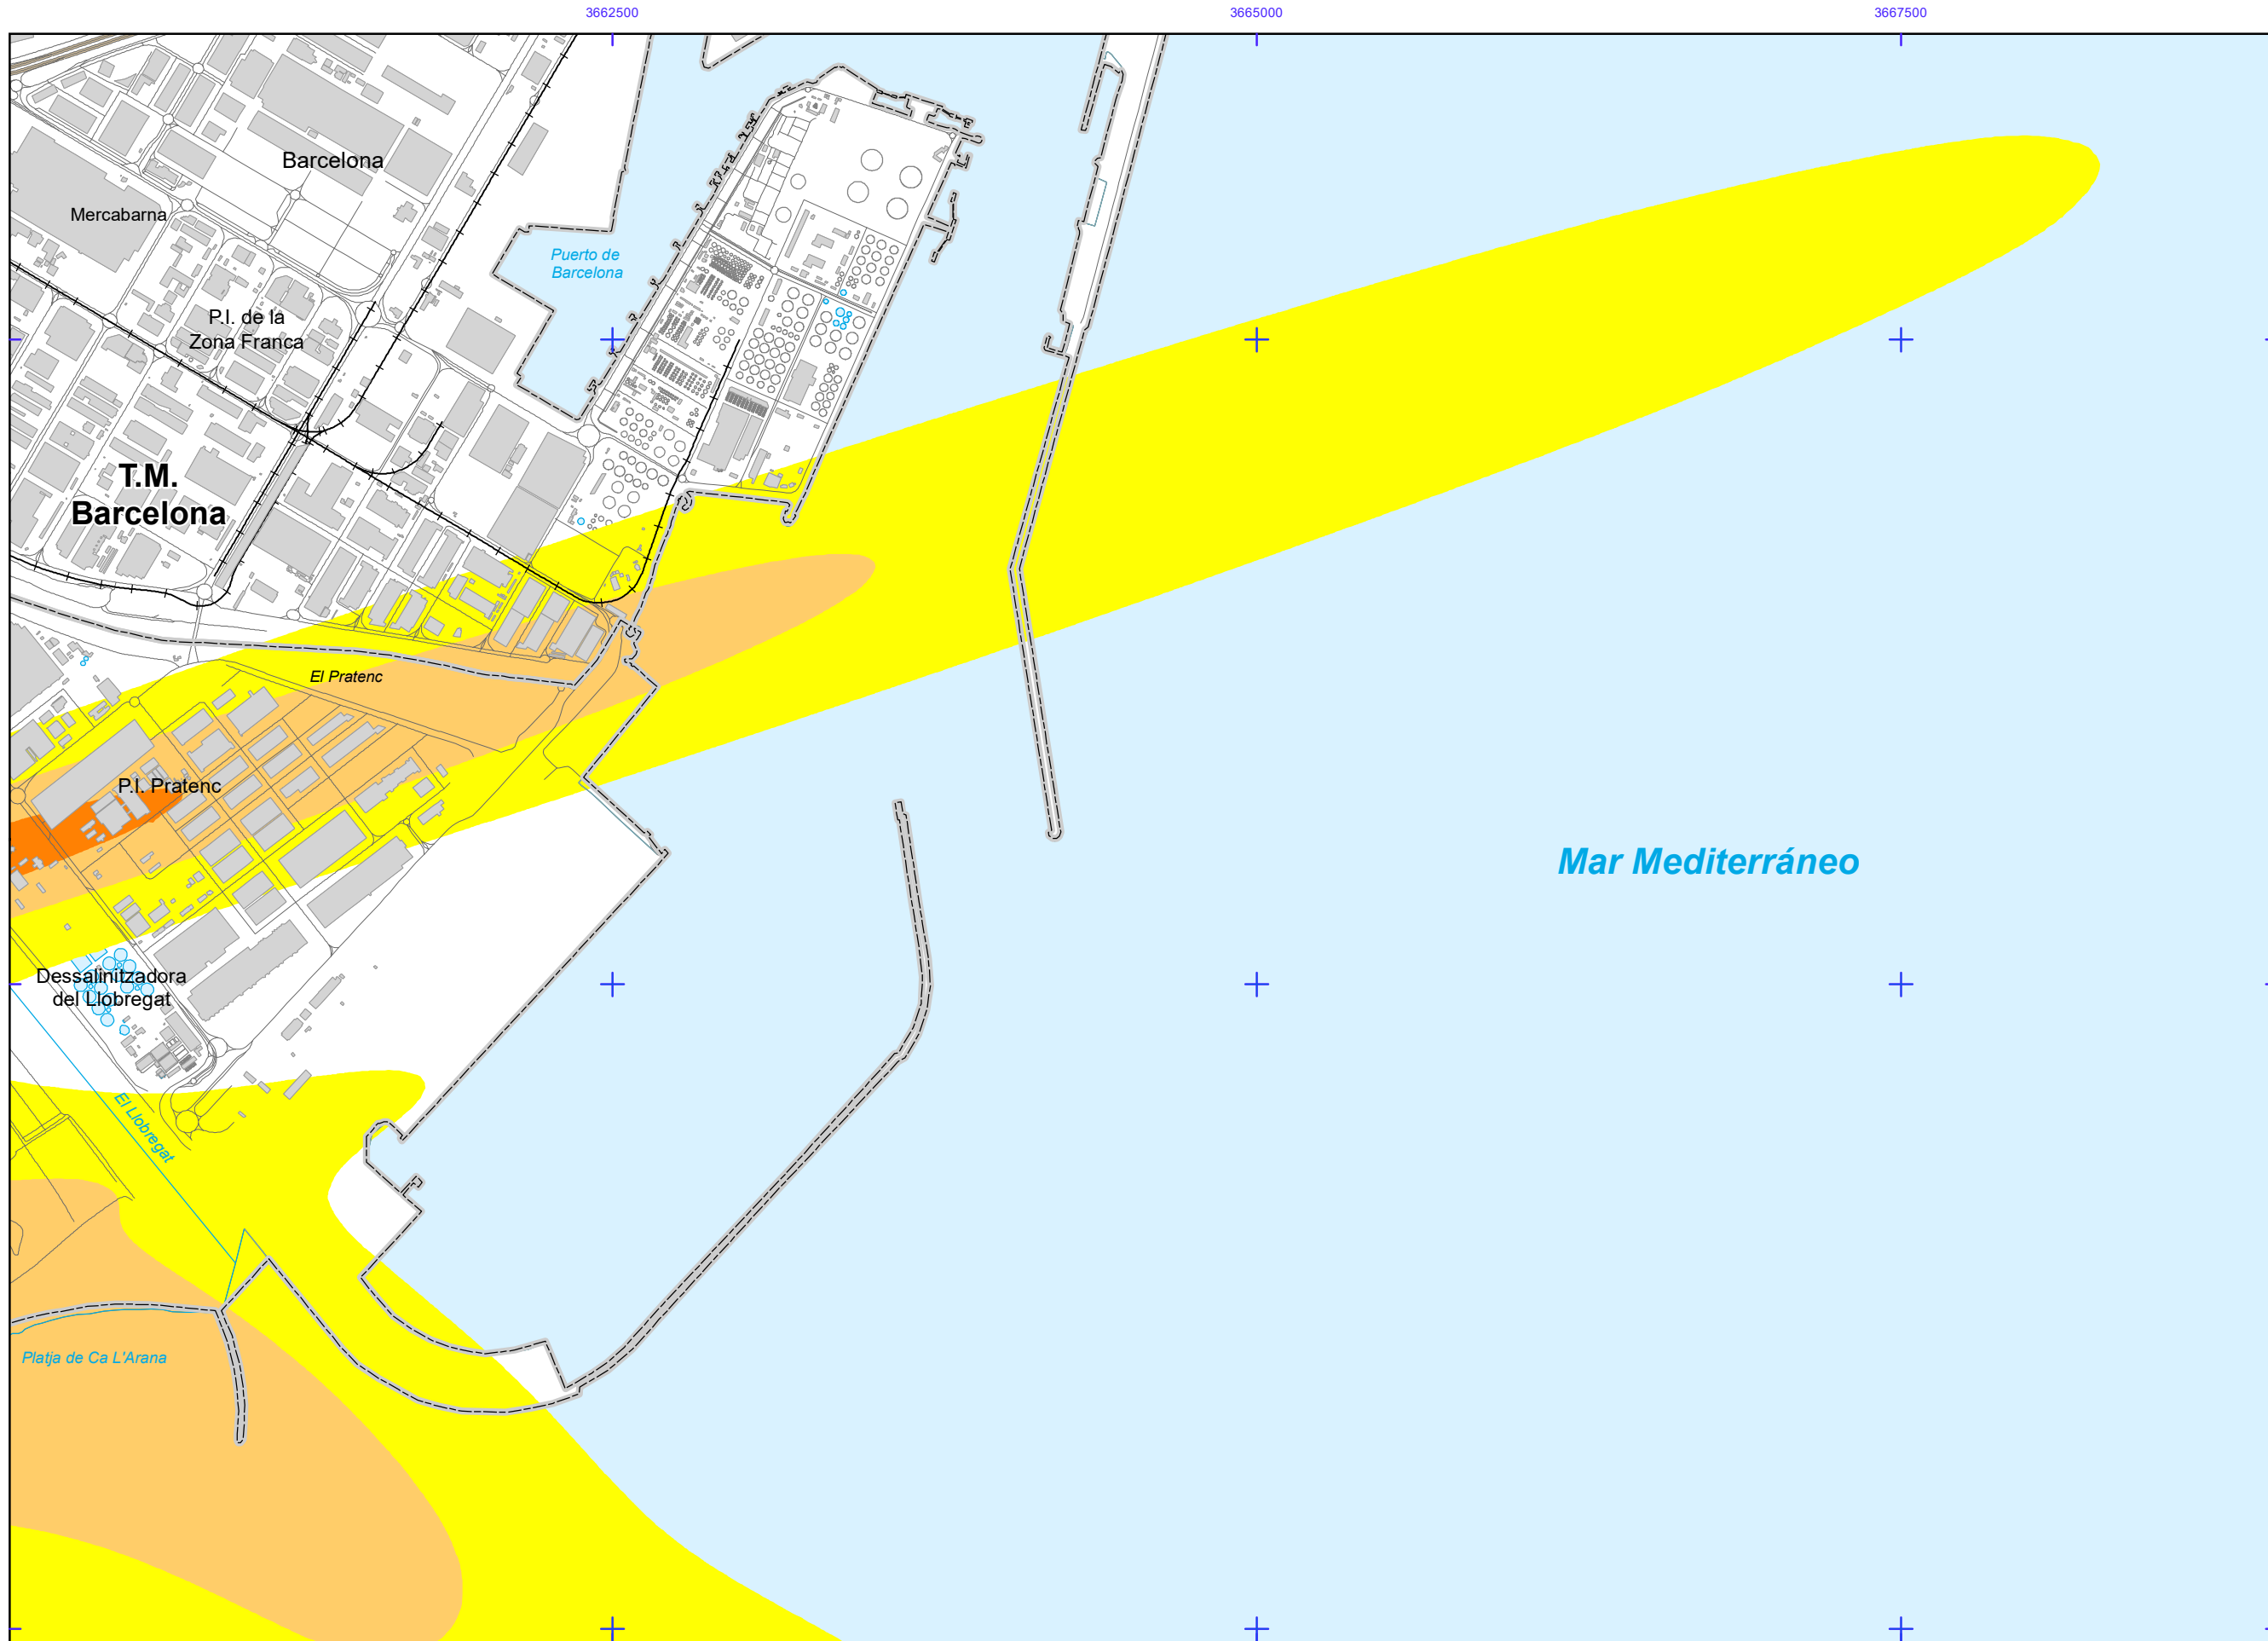 3662500
3665000
3667500
Barcelona
Mercabarna
Puerto de
Barcelona
P.I. de la
Zona Franca
T.M.
Barcelona
El Pratenc
P.I. Pratenc
Mar Mediterráneo
Dessalinitzadora
del Llobregat
El Llobregat
Platja de Ca L'Arana